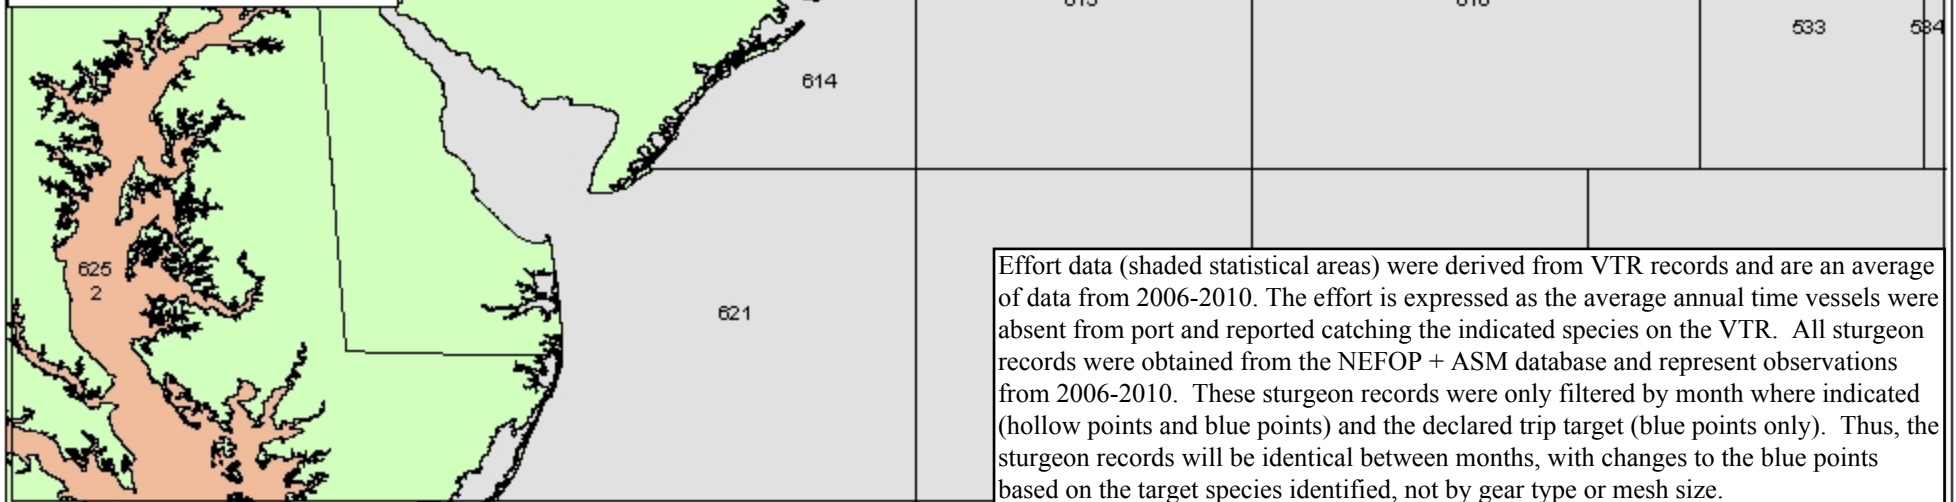 533
534
614
625
2
621
Effort data (shaded statistical areas) were derived from VTR records and are an average
of data from 2006-2010. The effort is expressed as the average annual time vessels were
absent from port and reported catching the indicated species on the VTR.  All sturgeon
records were obtained from the NEFOP + ASM database and represent observations
from 2006-2010.  These sturgeon records were only filtered by month where indicated
(hollow points and blue points) and the declared trip target (blue points only).  Thus, the
sturgeon records will be identical between months, with changes to the blue points
based on the target species identified, not by gear type or mesh size.